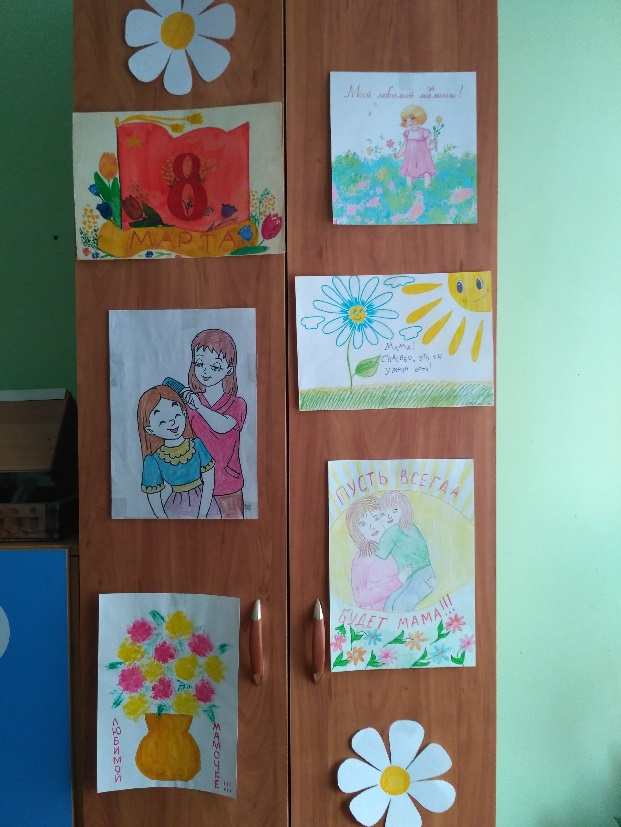 8
МАРТА
Моей любимой мамочке!
Мама!
Спасибо, что ты
у меня есть!
ПУСТЬ ВСЕГДА
БУДЕТ МАМА!!!
ЛЮБИМОЙ
МАМОЧКЕ!!!